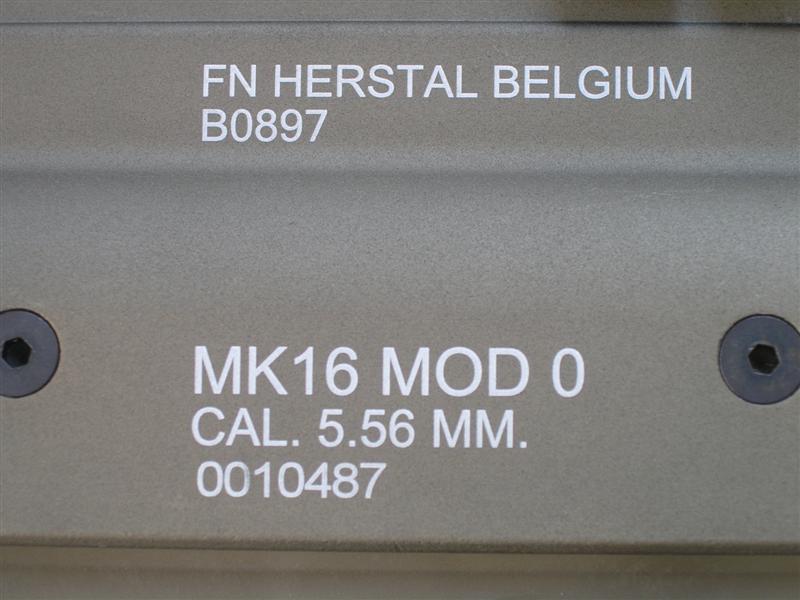 FN HERSTAL BELGIUM
B0897
MK16 MOD 0
CAL. 5.56 MM.
0010487